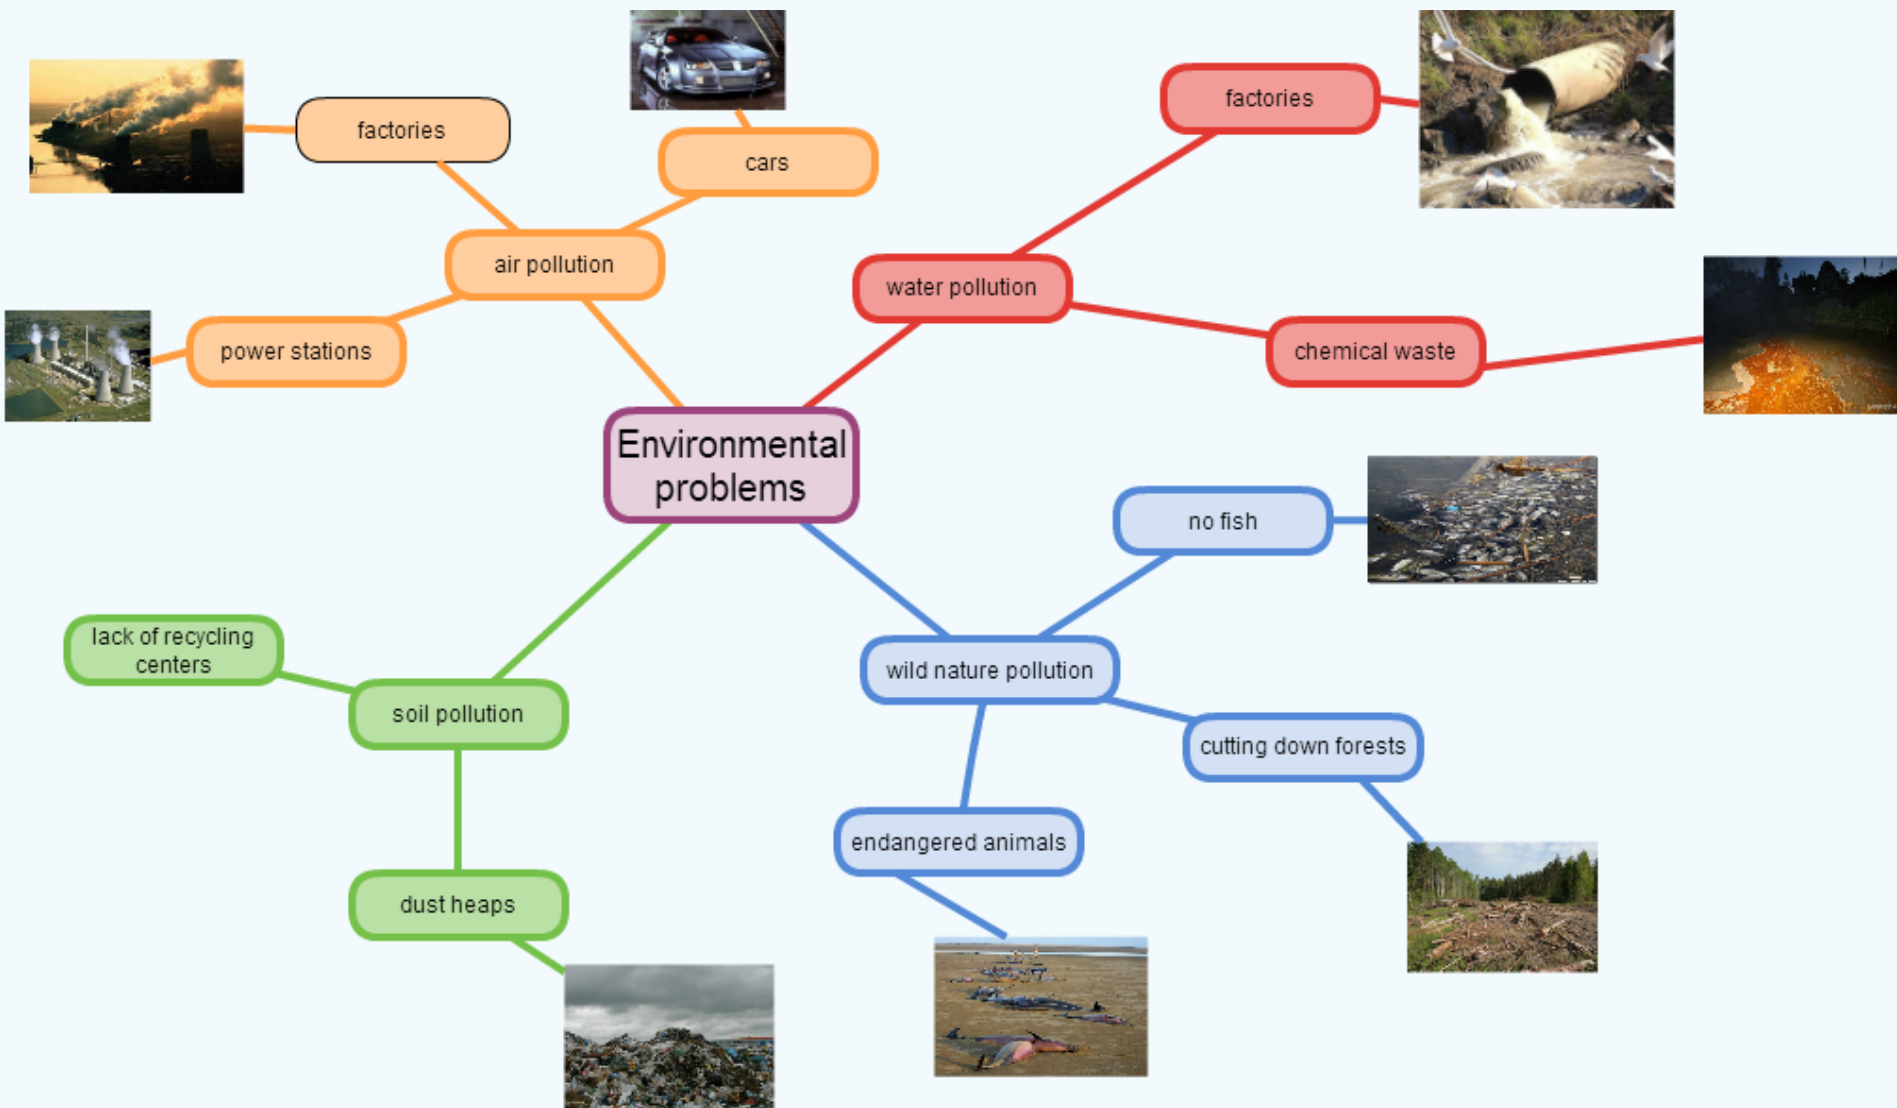 factories
cars
factories
air pollution
water pollution
power stations
chemical waste
Environmental
problems
no fish
lack of recycling
centers
wild nature pollution
soil pollution
cutting down forests
endangered animals
dust heaps